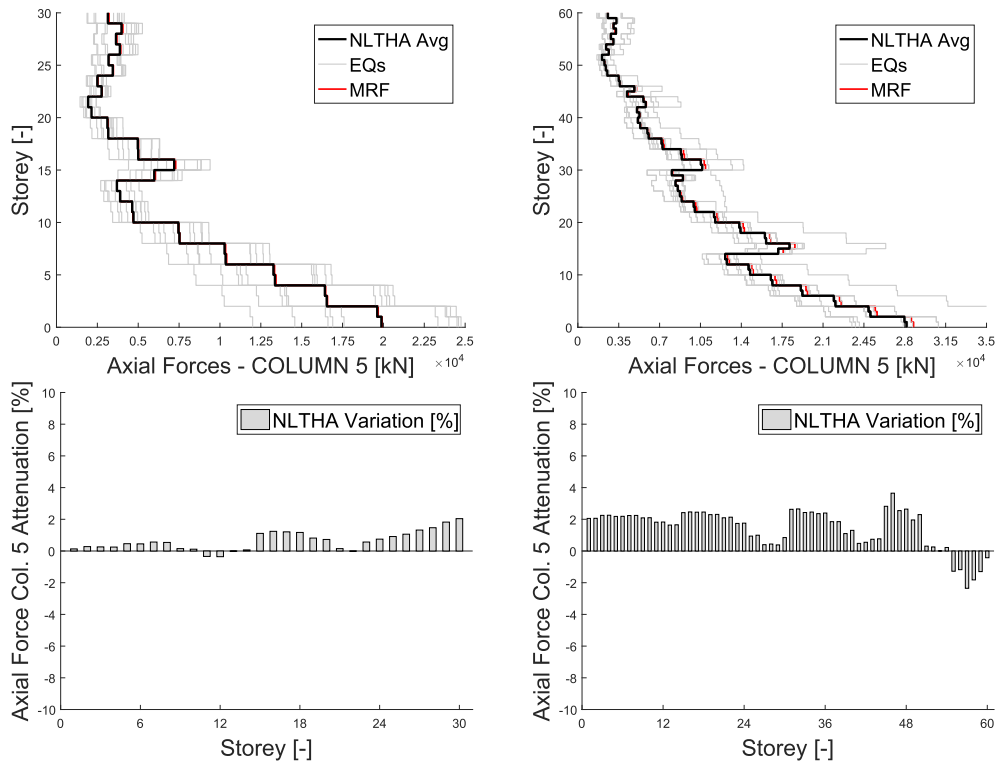 30
25
20
15
10
5
0
Storey [-]
NLTHA Avg
EQs
MRF
0 0.25 0.5 0.75 1 1.25 1.5 1.75 2 2.25 2.5
Axial Forces - COLUMN 5 [kN] ×10⁴
60
50
40
30
20
10
0
Storey [-]
NLTHA Avg
EQs
MRF
0 0.35 0.7 1.05 1.4 1.75 2.1 2.45 2.8 3.15 3.5
Axial Forces - COLUMN 5 [kN] ×10⁴
10
8
6
4
2
0
-2
-4
-6
-8
-10
Axial Force Col. 5 Attenuation [%]
NLTHA Variation [%]
0 6 12 18 24 30
Storey [-]
10
8
6
4
2
0
-2
-4
-6
-8
-10
Axial Force Col. 5 Attenuation [%]
NLTHA Variation [%]
0 12 24 36 48 60
Storey [-]